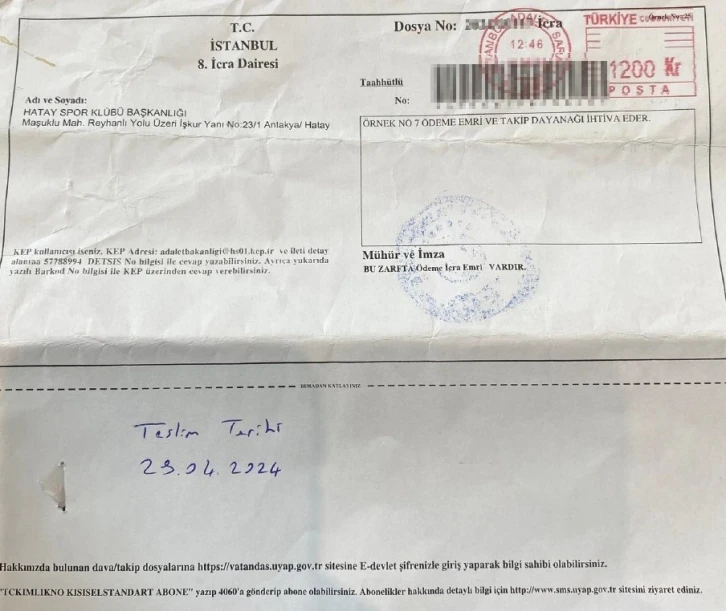 T.C.
İSTANBUL
8. İcra Dairesi
Dosya No: İcra
12 46
TÜRKİYE
1200 Kr
POSTA
Taahhütlü
No:
Adı ve Soyadı:
HATAY SPOR KLÜBÜ BAŞKANLIĞI
Maşuklu Mah. Reyhanlı Yolu Üzeri İşkur Yanı No:23/1 Antakya/ Hatay
ÖRNEK NO 7 ÖDEME EMRİ VE TAKİP DAYANAĞI İHTİVA EDER.
KEP kullanıcısı iseniz, KEP Adresi: adaletbakanligi@hs01.kep.tr ve ileti detay
alanına 57788994 DETSIS No bilgisi ile cevap yazabilirsiniz. Ayrıca yukarıda
yazılı Barkod No bilgisi ile KEP üzerinden cevap verebilirsiniz.
Mühür ve İmza
BU ZARFTA Ödeme İcra Emri VARDIR.
BURADAN KATLAYINIZ
Teslim Tarihi
29.04.2024
Hakkınızda bulunan dava/takip dosyalarına https://vatandas.uyap.gov.tr sitesine E-devlet şifrenizle giriş yaparak bilgi sahibi olabilirsiniz.
"TCKIMLIKNO KISISELSTANDART ABONE" yazıp 4060'a gönderip abone olabilirsiniz. Abonelikler hakkında detaylı bilgi için http://www.sms.uyap.gov.tr sitesini ziyaret ediniz.